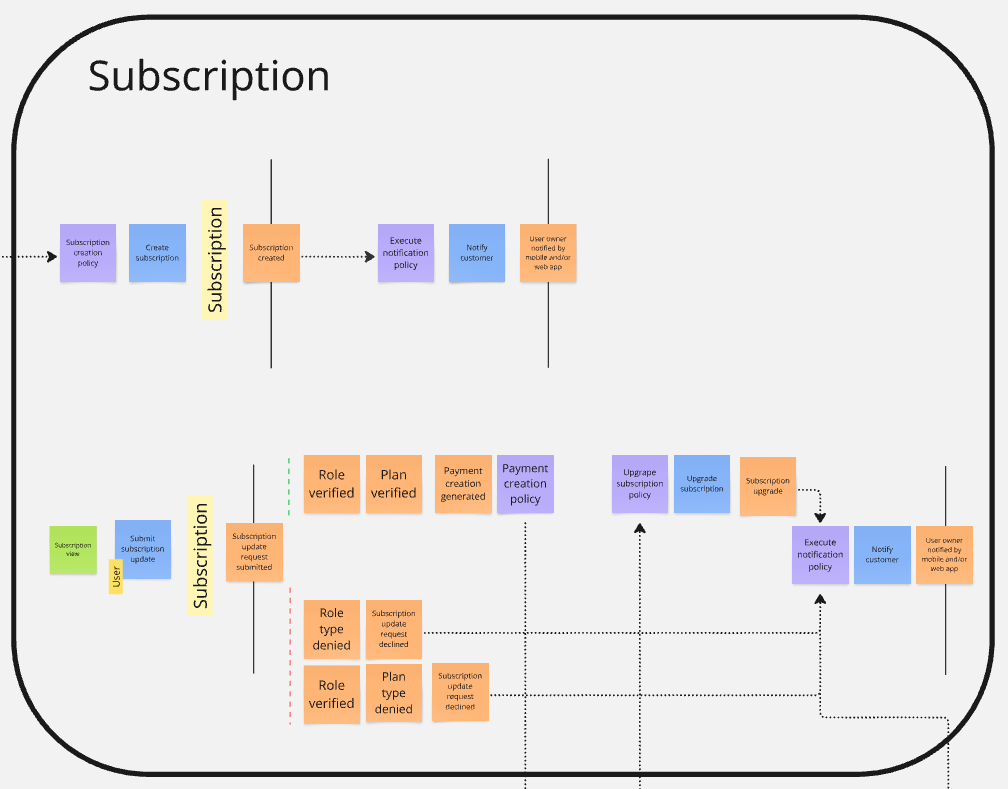 Subscription
Subscription
creation
policy
Create
subscription
Subscription
Subscription
created
Execute
notification
policy
Notify
customer
User owner
notified by
mobile and/or
web app
Subscription
view
Submit
subscription
update
User
Subscription
Subscription
update
request
submitted
Role
verified
Plan
verified
Payment
creation
generated
Payment
creation
policy
Upgrape
subscription
policy
Upgrade
subscription
Subscription
upgrade
Execute
notification
policy
Notify
customer
User owner
notified by
mobile and/or
web app
Role
type
denied
Subscription
update
request
declined
Role
verified
Plan
type
denied
Subscription
update
request
declined